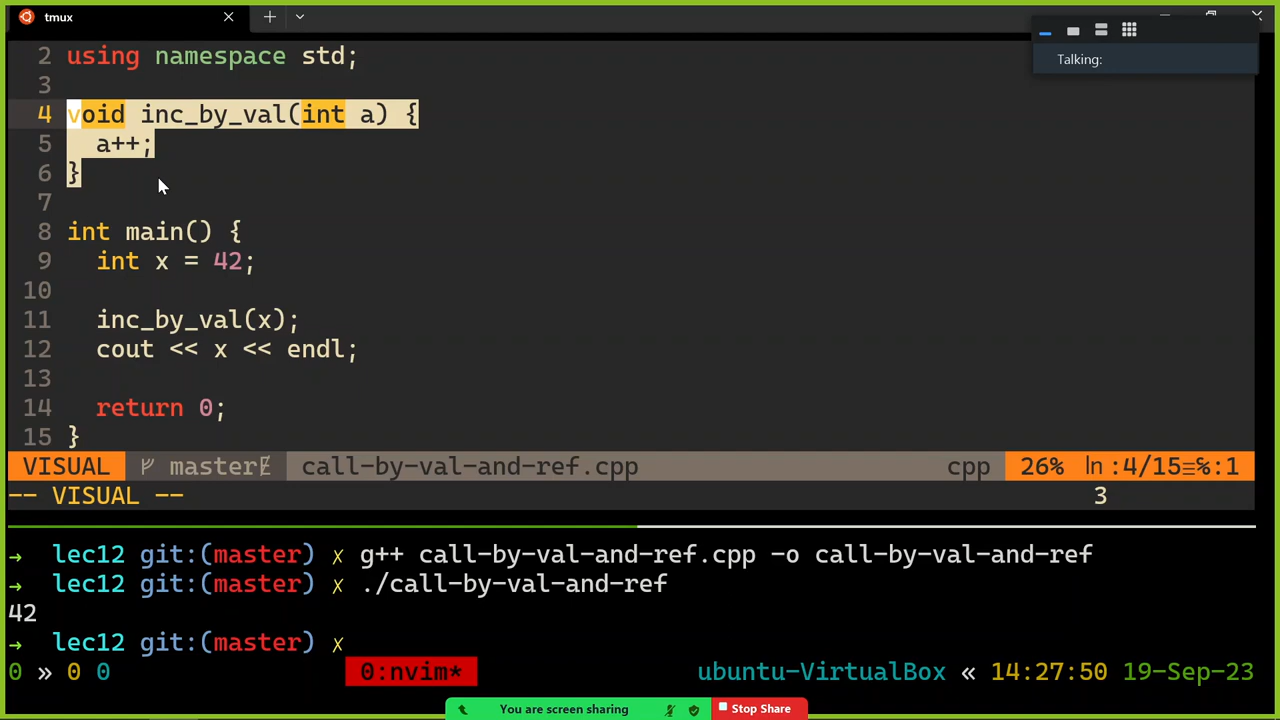 tmux
Talking:
2 using namespace std;
3
4 void inc_by_val(int a) {
5 a++;
6 }
7
8 int main() {
9 int x = 42;
10
11 inc_by_val(x);
12 cout << x << endl;
13
14 return 0;
15 }
VISUAL master call-by-val-and-ref.cpp cpp 26% ln :4/15≡℅:1
-- VISUAL -- 3
→ lec12 git:(master) ✗ g++ call-by-val-and-ref.cpp -o call-by-val-and-ref
→ lec12 git:(master) ✗ ./call-by-val-and-ref
42
→ lec12 git:(master) ✗
0 » 0 0 0:nvim* ubuntu-VirtualBox « 14:27:50 19-Sep-23
You are screen sharing Stop Share